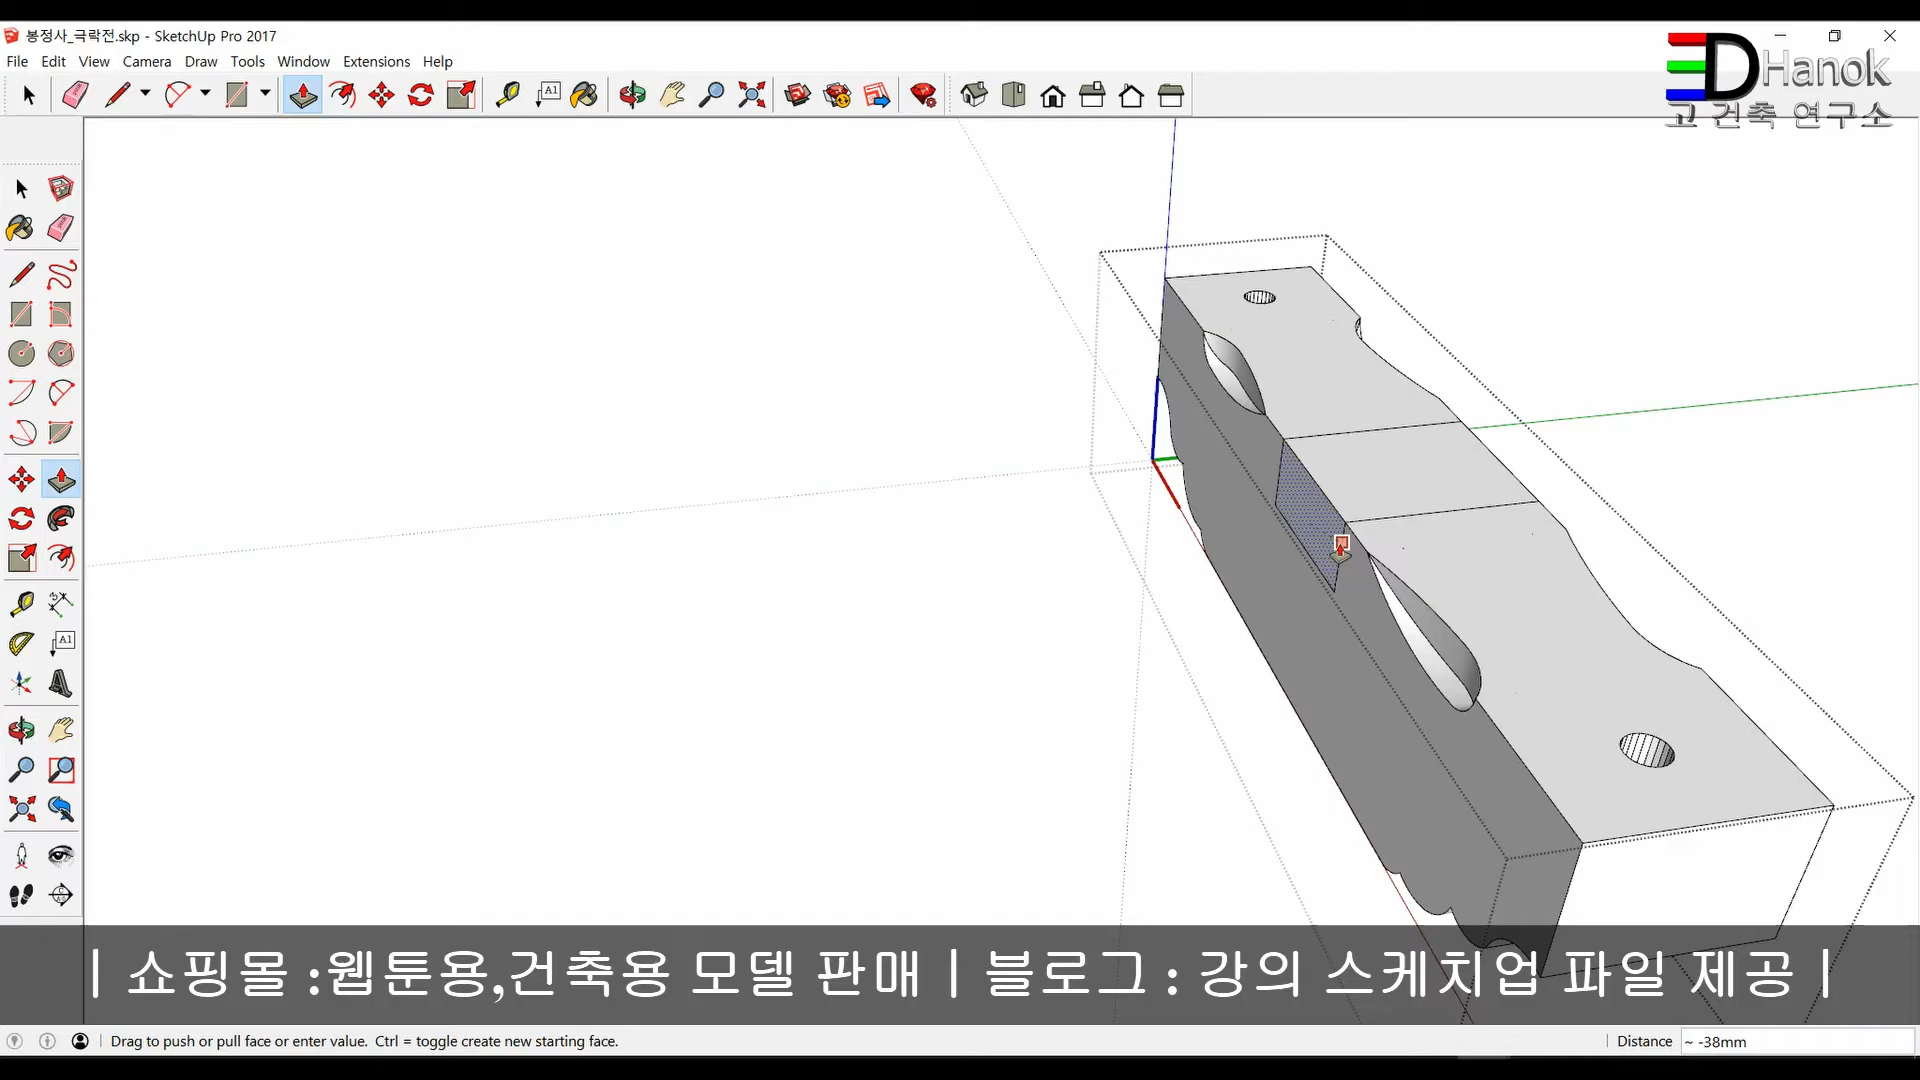 봉정사_극락전.skp - SketchUp Pro 2017
File Edit View Camera Draw Tools Window Extensions Help
DHanok
고 건축 연구소
A1
A1
| 쇼핑몰 :웹툰용,건축용 모델 판매 | 블로그 : 강의 스케치업 파일 제공 |
Drag to push or pull face or enter value. Ctrl = toggle create new starting face.
Distance ~ -38mm